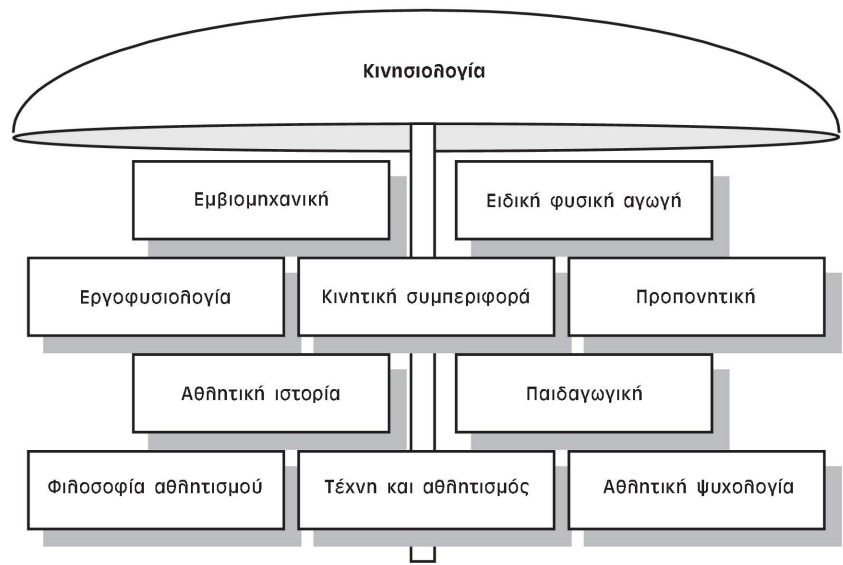 Κινησιολογία
Εμβιομηχανική
Ειδική φυσική αγωγή
Εργοφυσιολογία
Κινητική συμπεριφορά
Προπονητική
Αθλητική ιστορία
Παιδαγωγική
Φιλοσοφία αθλητισμού
Τέχνη και αθλητισμός
Αθλητική ψυχολογία